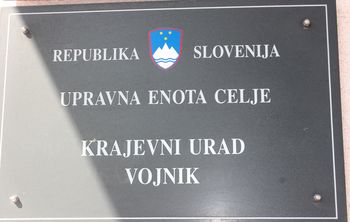 REPUBLIKA SLOVENIJA
UPRAVNA ENOTA CELJE
KRAJEVNI URAD
VOJNIK